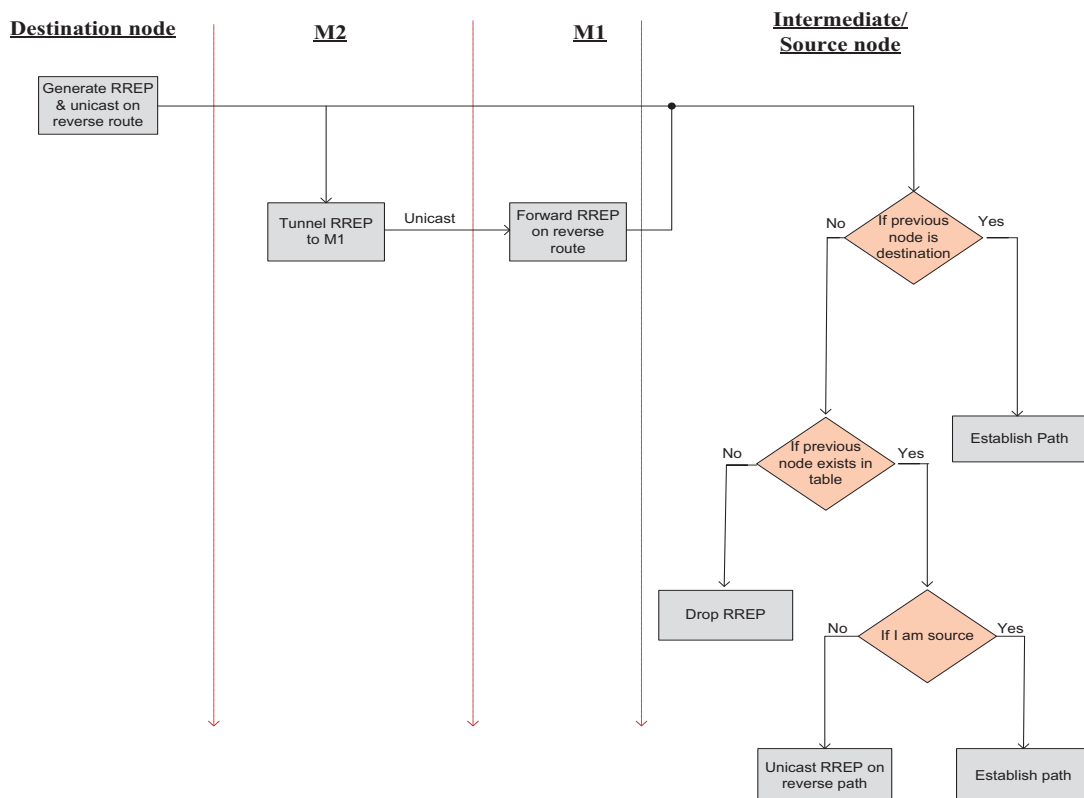 Destination node
M2
M1
Intermediate/
Source node
Generate RREP
& unicast on
reverse route
Tunnel RREP
to M1
Unicast
Forward RREP
on reverse
route
No
If previous
node is
destination
Yes
No
If previous
node exists in
table
Yes
Establish Path
Drop RREP
No
If I am source
Yes
Unicast RREP on
reverse path
Establish path